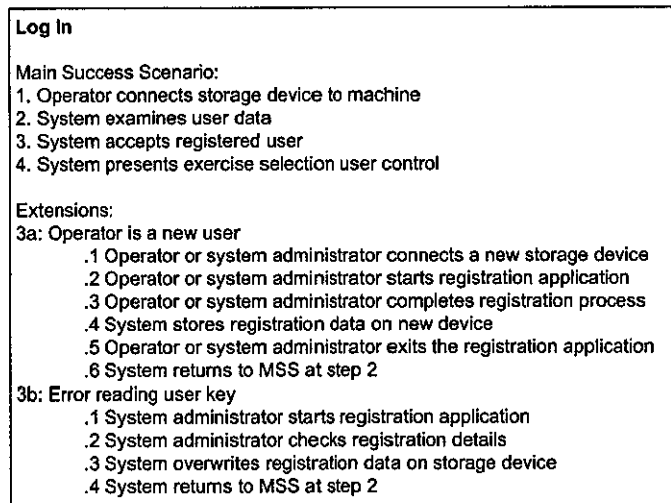 Log In
Main Success Scenario:
1. Operator connects storage device to machine
2. System examines user data
3. System accepts registered user
4. System presents exercise selection user control
Extensions:
3a: Operator is a new user
.1 Operator or system administrator connects a new storage device
.2 Operator or system administrator starts registration application
.3 Operator or system administrator completes registration process
.4 System stores registration data on new device
.5 Operator or system administrator exits the registration application
.6 System returns to MSS at step 2
3b: Error reading user key
.1 System administrator starts registration application
.2 System administrator checks registration details
.3 System overwrites registration data on storage device
.4 System returns to MSS at step 2